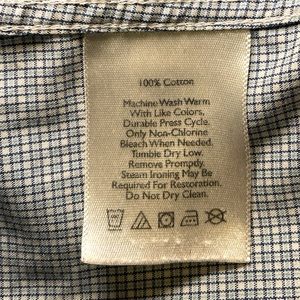 100% Cotton
Machine Wash Warm
With Like Colors,
Durable Press Cycle.
Only Non-Chlorine
Bleach When Needed.
Tumble Dry Low.
Remove Promptly.
Steam Ironing May Be
Required For Restoration.
Do Not Dry Clean.